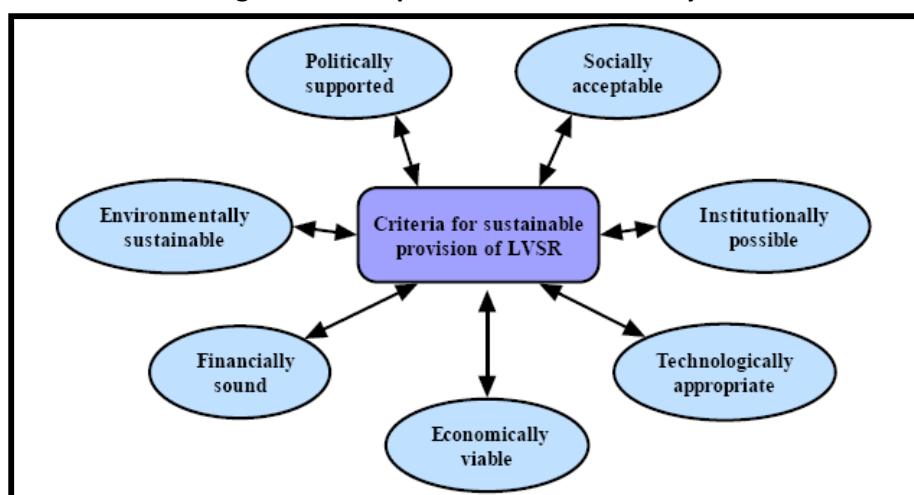 Politically
supported
Socially
acceptable
Environmentally
sustainable
Criteria for sustainable
provision of LVSR
Institutionally
possible
Financially
sound
Technologically
appropriate
Economically
viable